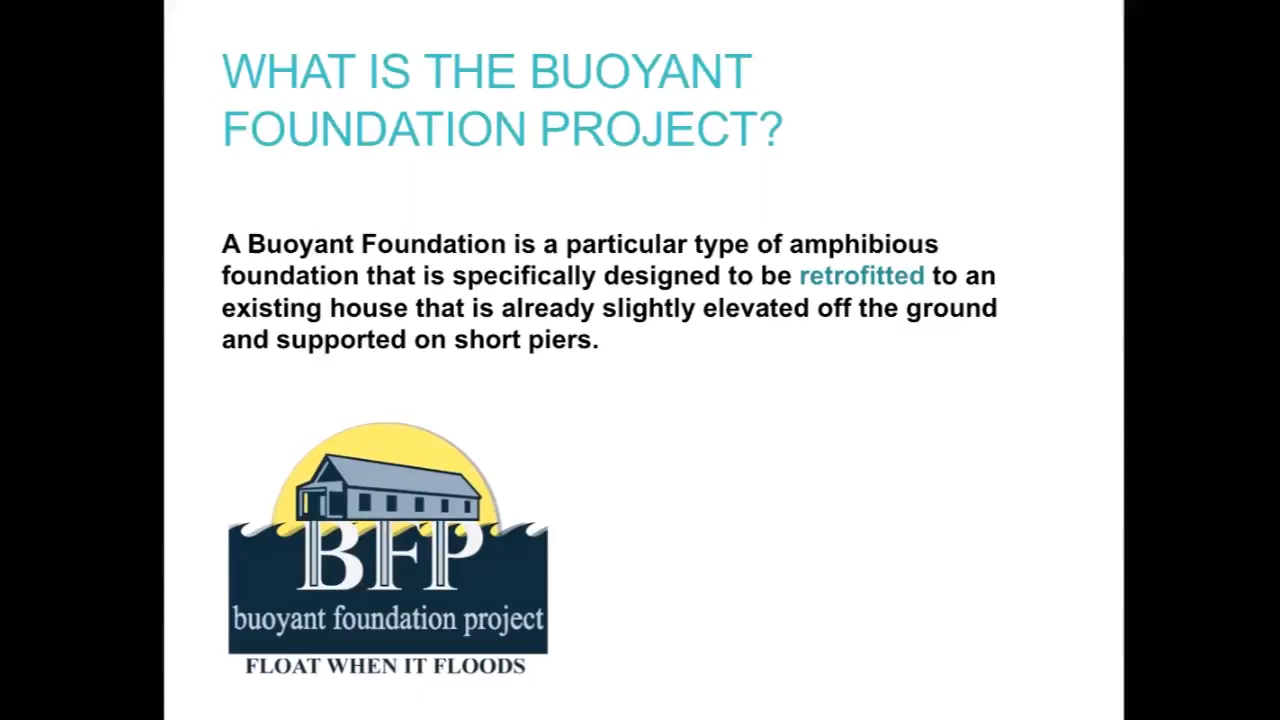 WHAT IS THE BUOYANT
FOUNDATION PROJECT?
A Buoyant Foundation is a particular type of amphibious
foundation that is specifically designed to be retrofitted to an
existing house that is already slightly elevated off the ground
and supported on short piers.
BFP
buoyant foundation project
FLOAT WHEN IT FLOODS